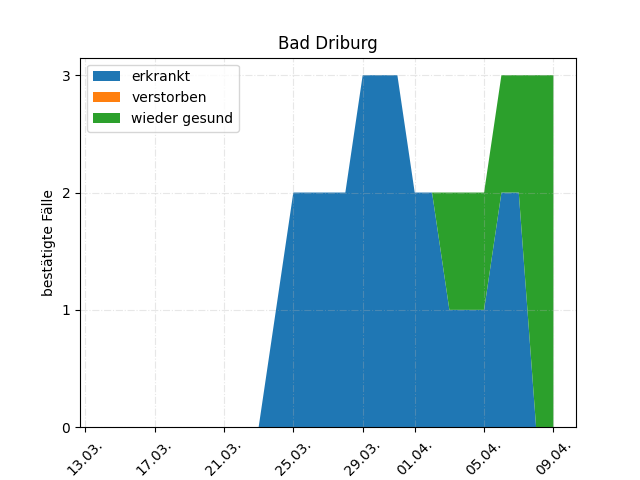 Bad Driburg
erkrankt
verstorben
wieder gesund
bestätigte Fälle
3
2
1
0
13.03.
17.03.
21.03.
25.03.
29.03.
01.04.
05.04.
09.04.